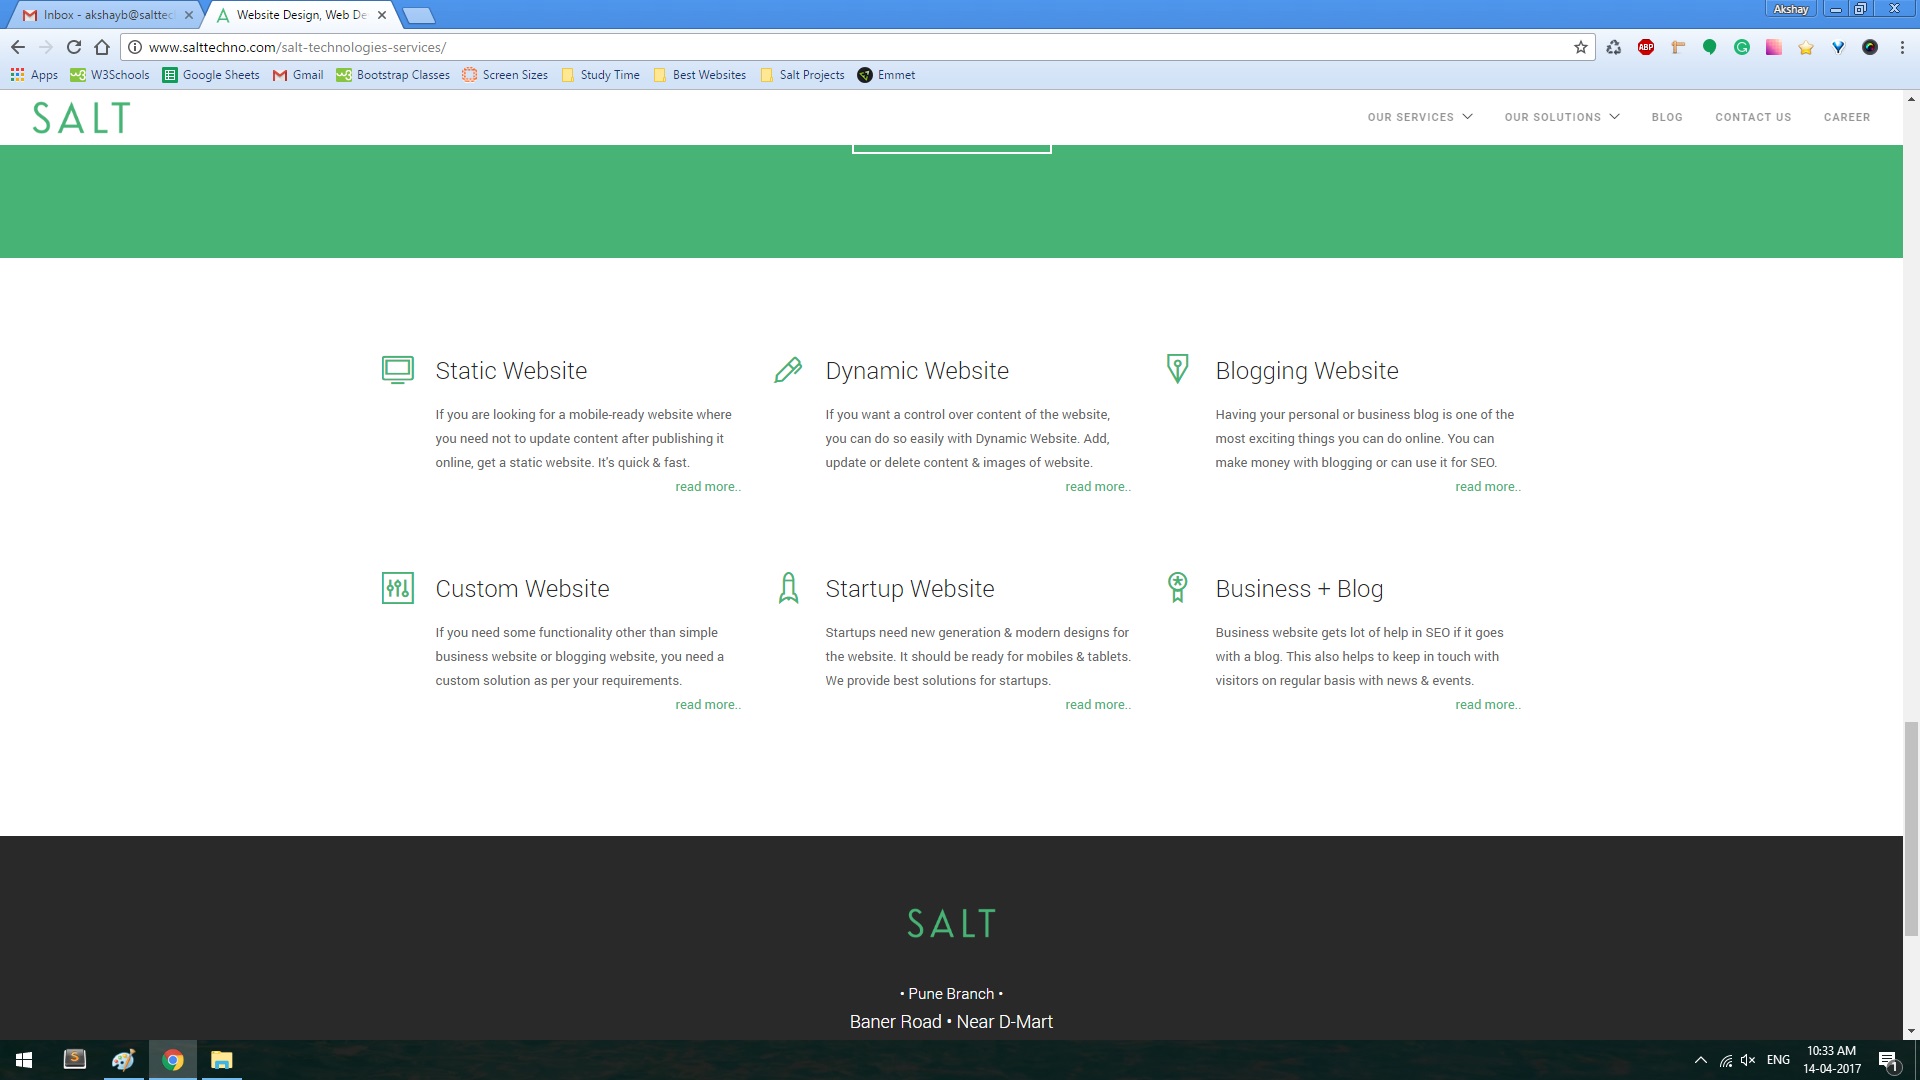 Inbox - akshayb@salttec
Website Design, Web De
Akshay
www.salttechno.com/salt-technologies-services/
ABP
Apps
W3Schools
Google Sheets
Gmail
Bootstrap Classes
Screen Sizes
Study Time
Best Websites
Salt Projects
Emmet
SALT
OUR SERVICES
OUR SOLUTIONS
BLOG
CONTACT US
CAREER
Static Website
If you are looking for a mobile-ready website where
you need not to update content after publishing it
online, get a static website. It's quick & fast.
read more..
Dynamic Website
If you want a control over content of the website,
you can do so easily with Dynamic Website. Add,
update or delete content & images of website.
read more..
Blogging Website
Having your personal or business blog is one of the
most exciting things you can do online. You can
make money with blogging or can use it for SEO.
read more..
Custom Website
If you need some functionality other than simple
business website or blogging website, you need a
custom solution as per your requirements.
read more..
Startup Website
Startups need new generation & modern designs for
the website. It should be ready for mobiles & tablets.
We provide best solutions for startups.
read more..
Business + Blog
Business website gets lot of help in SEO if it goes
with a blog. This also helps to keep in touch with
visitors on regular basis with news & events.
read more..
SALT
• Pune Branch •
Baner Road • Near D-Mart
ENG
10:33 AM
14-04-2017
1